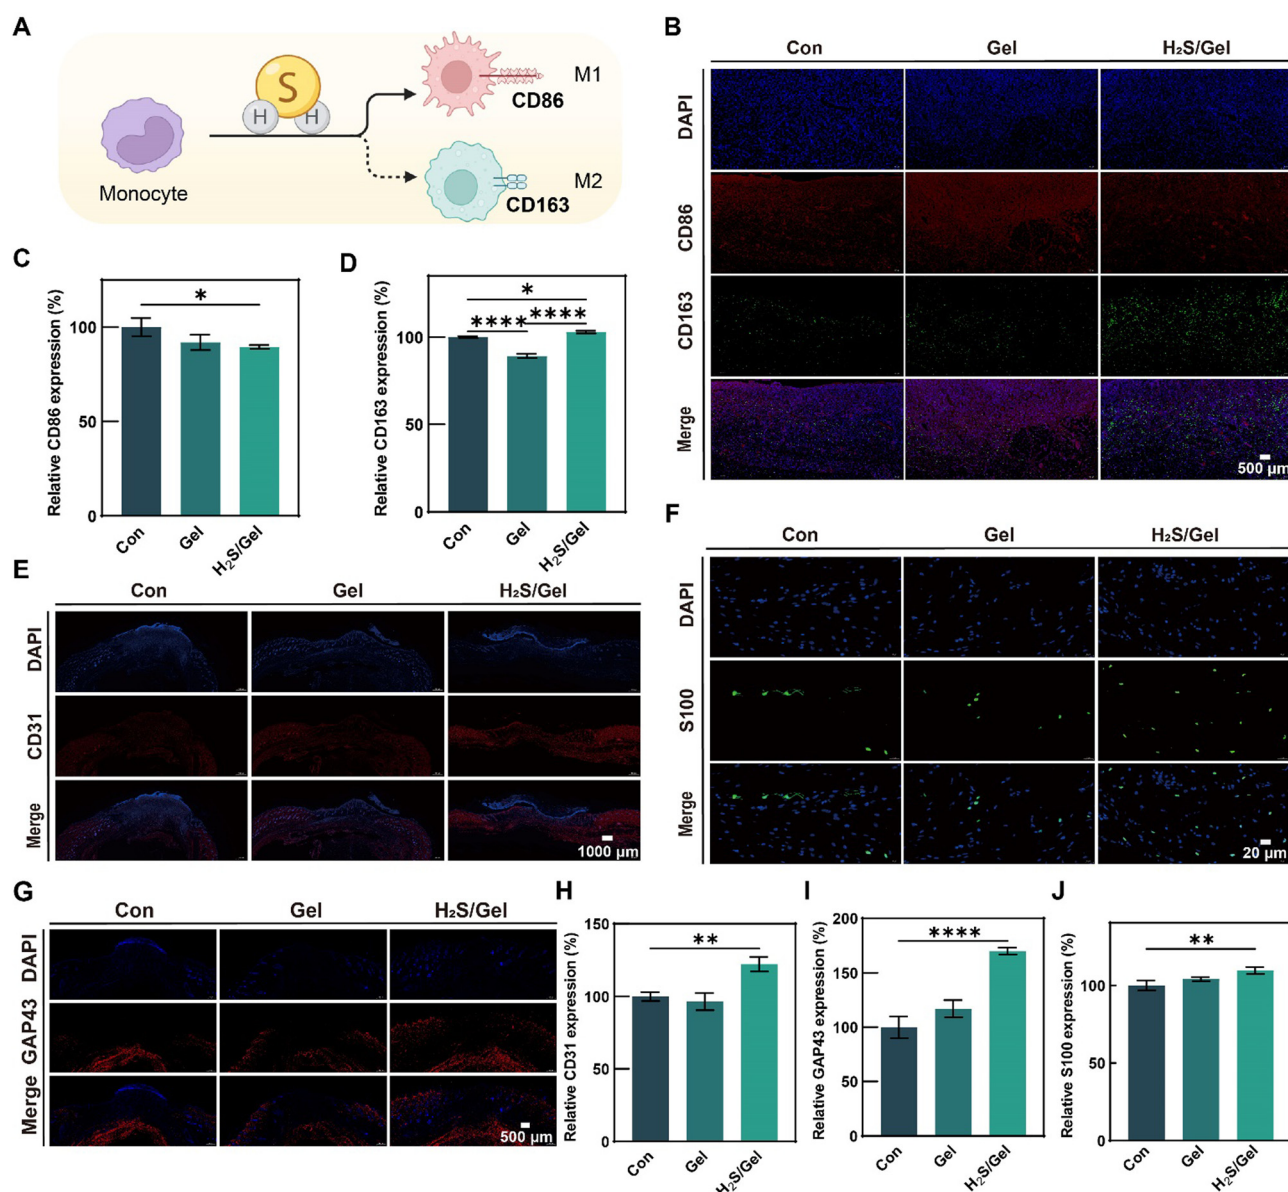 A
S
H
H
Monocyte
M1
CD86
M2
CD163
B
Con Gel H₂S/Gel
DAPI
CD86
CD163
Merge
500 μm
C
Relative CD86 expression (%)
100
50
0
*
Con Gel H₂S/Gel
D
Relative CD163 expression (%)
100
50
0
*
**** ****
Con Gel H₂S/Gel
E
Con Gel H₂S/Gel
DAPI
CD31
Merge
1000 μm
F
Con Gel H₂S/Gel
DAPI
S100
Merge
20 μm
G
Con Gel H₂S/Gel
DAPI
GAP43
Merge
500 μm
H
Relative CD31 expression (%)
150
100
50
0
**
Con Gel H₂S/Gel
I
Relative GAP43 expression (%)
200
150
100
50
0
****
Con Gel H₂S/Gel
J
Relative S100 expression (%)
100
50
0
**
Con Gel H₂S/Gel